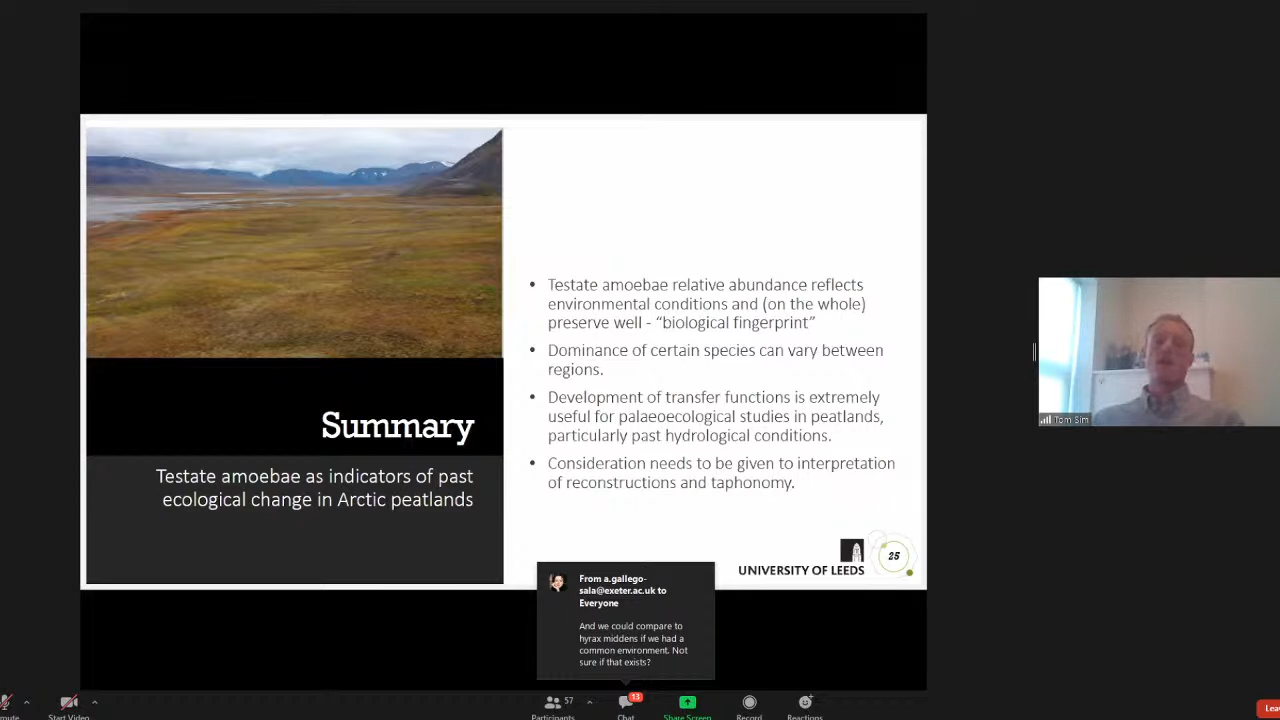 Summary
Testate amoebae as indicators of past
ecological change in Arctic peatlands
• Testate amoebae relative abundance reflects
environmental conditions and (on the whole)
preserve well - “biological fingerprint”
• Dominance of certain species can vary between
regions.
• Development of transfer functions is extremely
useful for palaeoecological studies in peatlands,
particularly past hydrological conditions.
• Consideration needs to be given to interpretation
of reconstructions and taphonomy.
UNIVERSITY OF LEEDS
25
Tom Sim
From a.gallego-
sala@exeter.ac.uk to
Everyone
And we could compare to
hyrax middens if we had a
common environment. Not
sure if that exists?
mute
Start Video
57
Participants
13
Chat
Share Screen
Record
Reactions
Lea